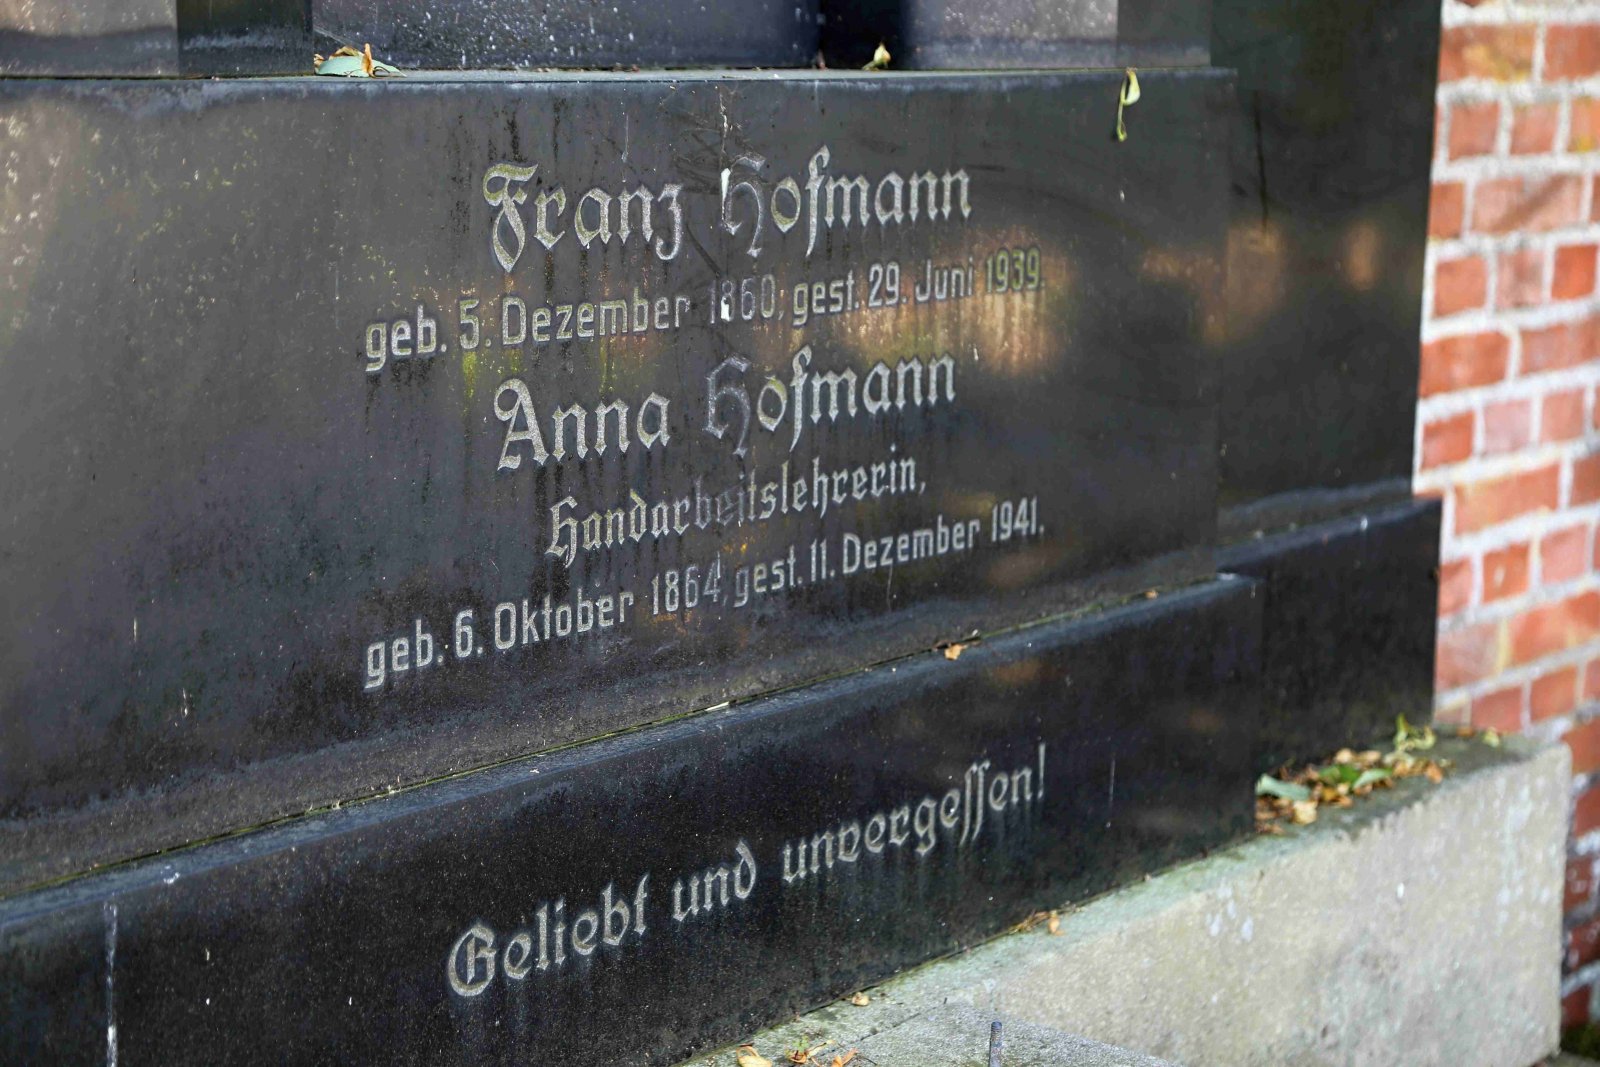 Franz Hofmann
geb. 5. Dezember 1860, gest. 29. Juni 1939.
Anna Hofmann
Handarbeitslehrerin,
geb. 6. Oktober 1864, gest. 11. Dezember 1941.
Geliebt und unvergeſſen!